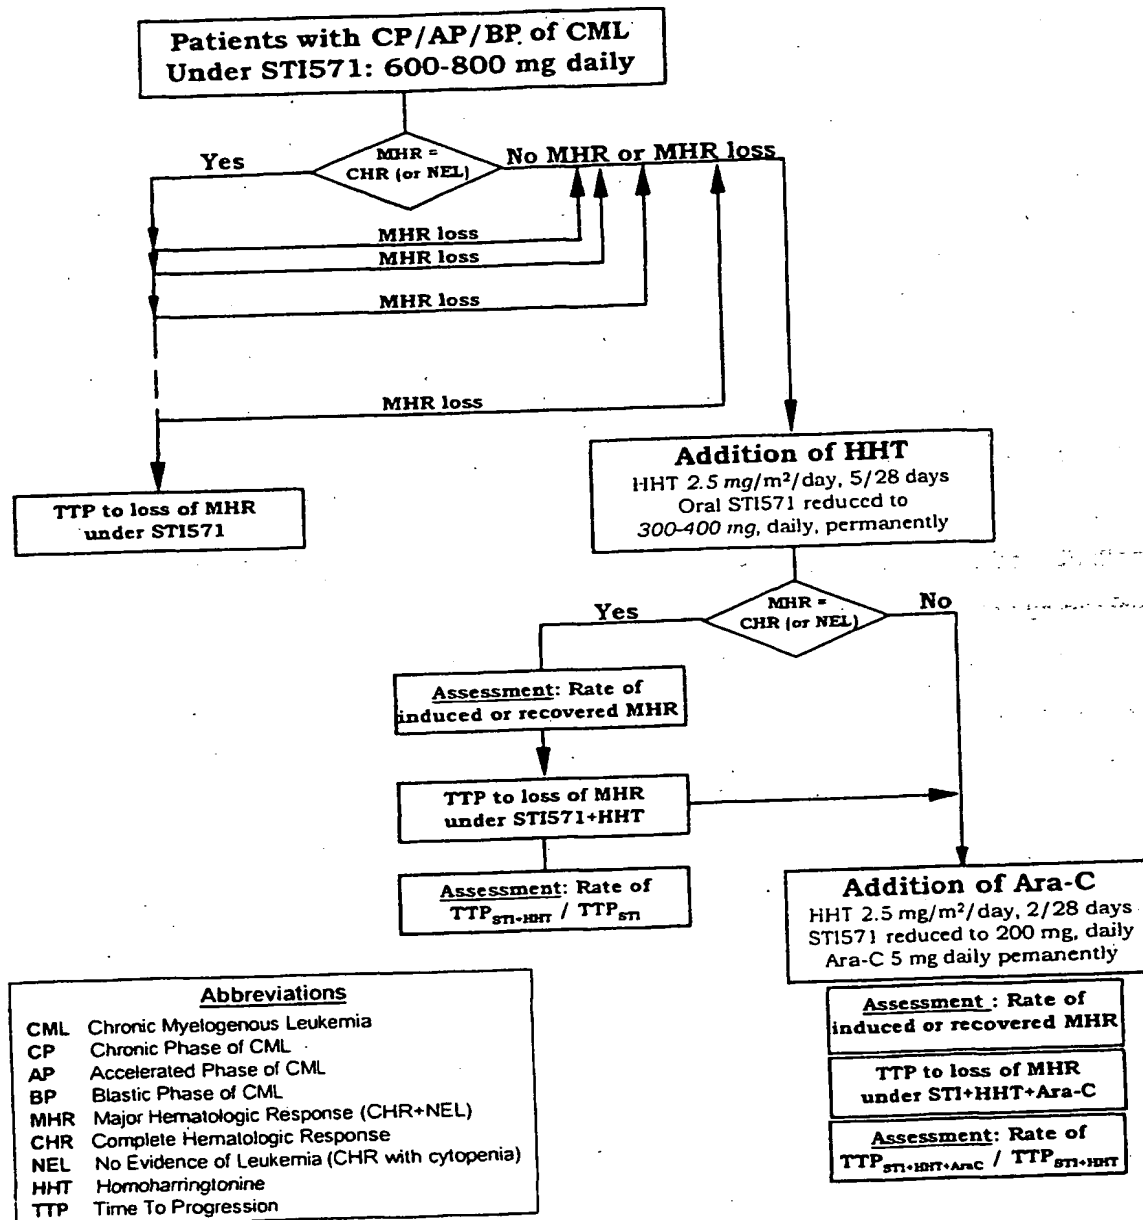 Patients with CP/AP/BP. of CML
Under STI571: 600-800 mg daily
Yes
MHR =
CHR (or NEL)
No MHR or MHR loss
MHR loss
MHR loss
MHR loss
MHR loss
TTP to loss of MHR
under STI571
Addition of HHT
HHT 2.5 mg/m²/day, 5/28 days
Oral STI571 reduced to
300-400 mg, daily, permanently
Yes
MHR =
CHR (or NEL)
No
Assessment: Rate of
induced or recovered MHR
TTP to loss of MHR
under STI571+HHT
Assessment: Rate of
TTP STI+HHT / TTP STI
Addition of Ara-C
HHT 2.5 mg/m²/day, 2/28 days
STI571 reduced to 200 mg, daily
Ara-C 5 mg daily pemanently
Assessment : Rate of
induced or recovered MHR
TTP to loss of MHR
under STI+HHT+Ara-C
Assessment: Rate of
TTP STI+HHT+AraC / TTP STI+HHT
Abbreviations
CML Chronic Myelogenous Leukemia
CP Chronic Phase of CML
AP Accelerated Phase of CML
BP Blastic Phase of CML
MHR Major Hematologic Response (CHR+NEL)
CHR Complete Hematologic Response
NEL No Evidence of Leukemia (CHR with cytopenia)
HHT Homoharringtonine
TTP Time To Progression